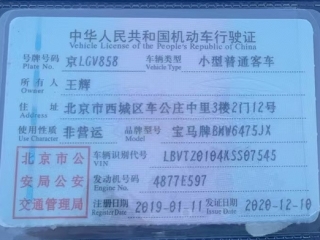 中华人民共和国机动车行驶证
Vehicle License of the People's Republic of China
号牌号码 京LGV858 车辆类型 小型普通客车
Plate No. Vehicle Type
所有人 王辉
Owner
住址 北京市西城区车公庄中里3楼2门12号
Address
使用性质 非营运 品牌型号 宝马牌BMW6475JX
Use Character Model
北京市公
安局公安
交通管理局
车辆识别代号 LBVTZ0104KSS07545
VIN
发动机号码 4877E597
Engine No.
注册日期 2019-01-11 发证日期 2020-12-10
Register Date Issue Date